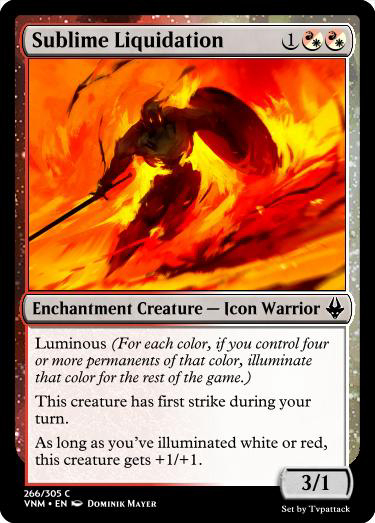 Sublime Liquidation 1
Enchantment Creature — Icon Warrior
Luminous (For each color, if you control four
or more permanents of that color, illuminate
that color for the rest of the game.)
This creature has first strike during your
turn.
As long as you've illuminated white or red,
this creature gets +1/+1.
3/1
266/305 C
VNM • EN DOMINIK MAYER
Set by Tvpattack